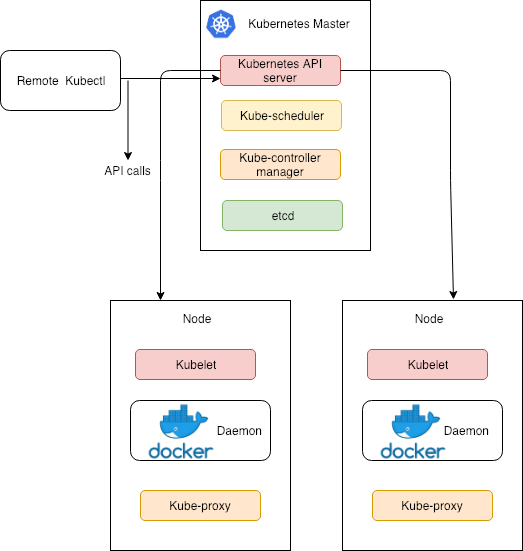 Kubernetes Master
Kubernetes API
server
Remote Kubectl
Kube-scheduler
API calls
Kube-controller
manager
etcd
Node
Kubelet
docker
Daemon
Kube-proxy
Node
Kubelet
docker
Daemon
Kube-proxy